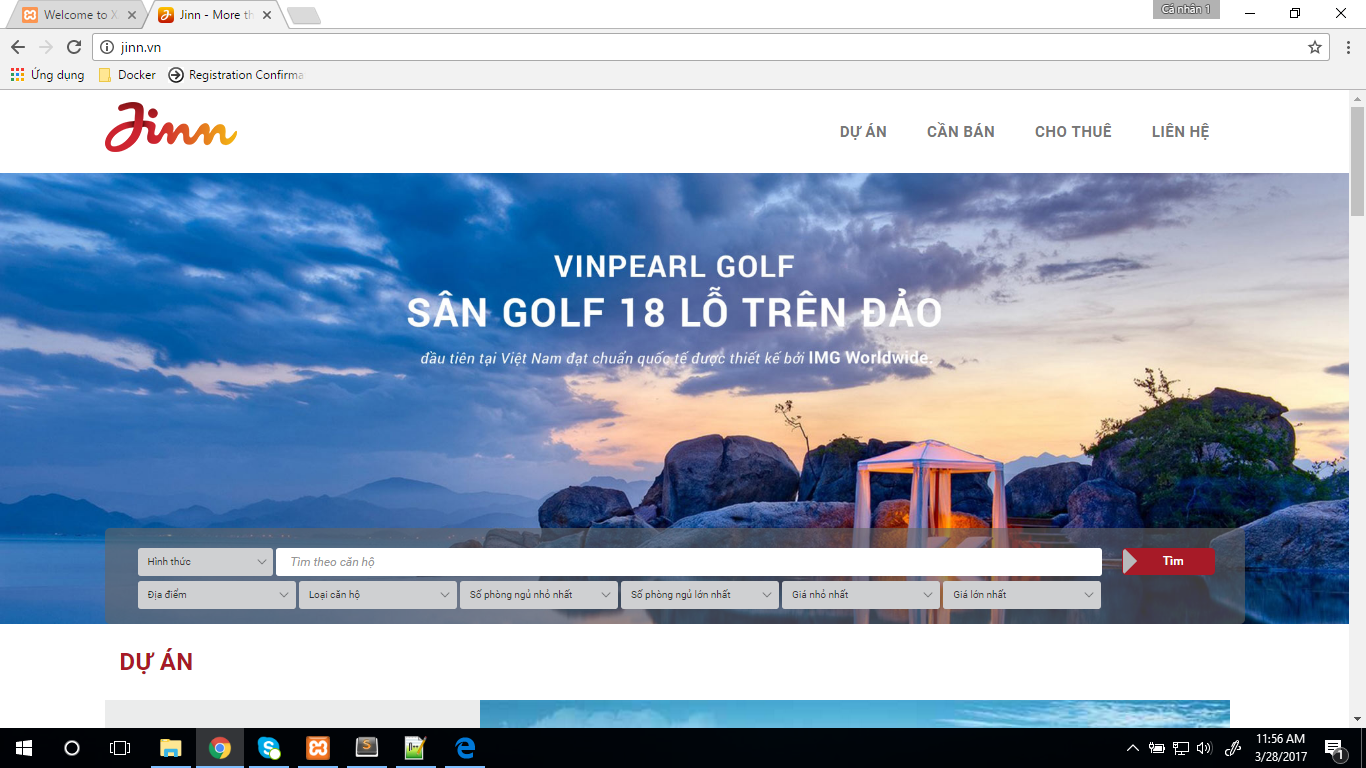 Welcome to X
Jinn - More th
Cá nhân 1
jinn.vn
Ứng dụng Docker Registration Confirma
Jinn
DỰ ÁN CẦN BÁN CHO THUÊ LIÊN HỆ
VINPEARL GOLF
SÂN GOLF 18 LỖ TRÊN ĐẢO
đầu tiên tại Việt Nam đạt chuẩn quốc tế được thiết kế bởi IMG Worldwide.
Hình thức Tìm theo căn hộ Tìm
Địa điểm Loại căn hộ Số phòng ngủ nhỏ nhất Số phòng ngủ lớn nhất Giá nhỏ nhất Giá lớn nhất
DỰ ÁN
11:56 AM
3/28/2017
1